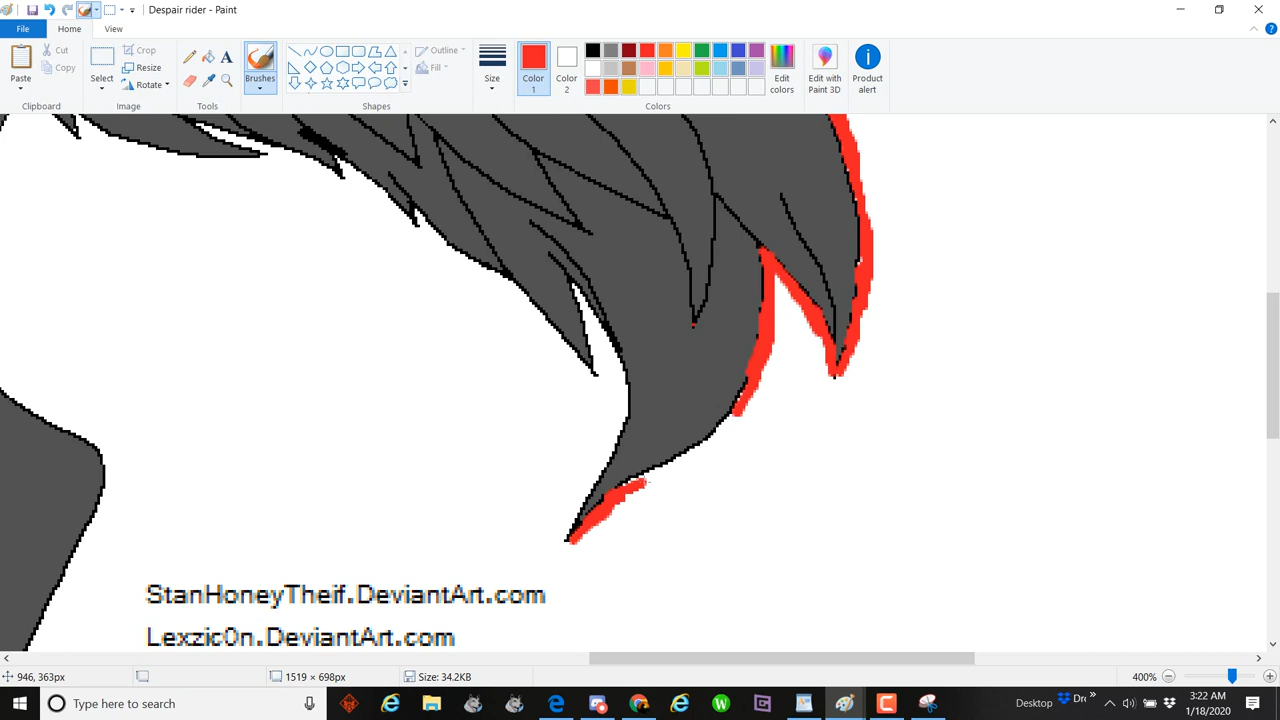 Despair rider - Paint
File Home View
Paste Cut Copy Select Crop Resize Rotate Brushes Outline Fill Size Color 1 Color 2 Edit colors Edit with Paint 3D Product alert
Clipboard Image Tools Shapes Colors
StanHoneyTheif.DeviantArt.com
Lexzic0n.DeviantArt.com
946, 363px 1519 × 698px Size: 34.2KB 400%
Type here to search Desktop 3:22 AM
1/18/2020